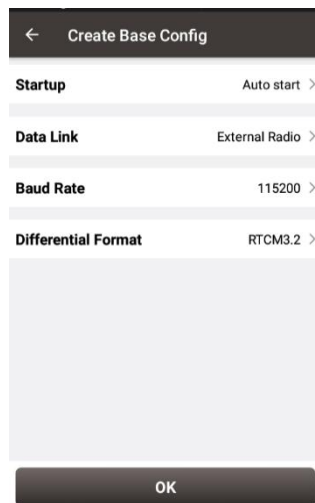 Create Base Config
Startup Auto start
Data Link External Radio
Baud Rate 115200
Differential Format RTCM3.2
OK